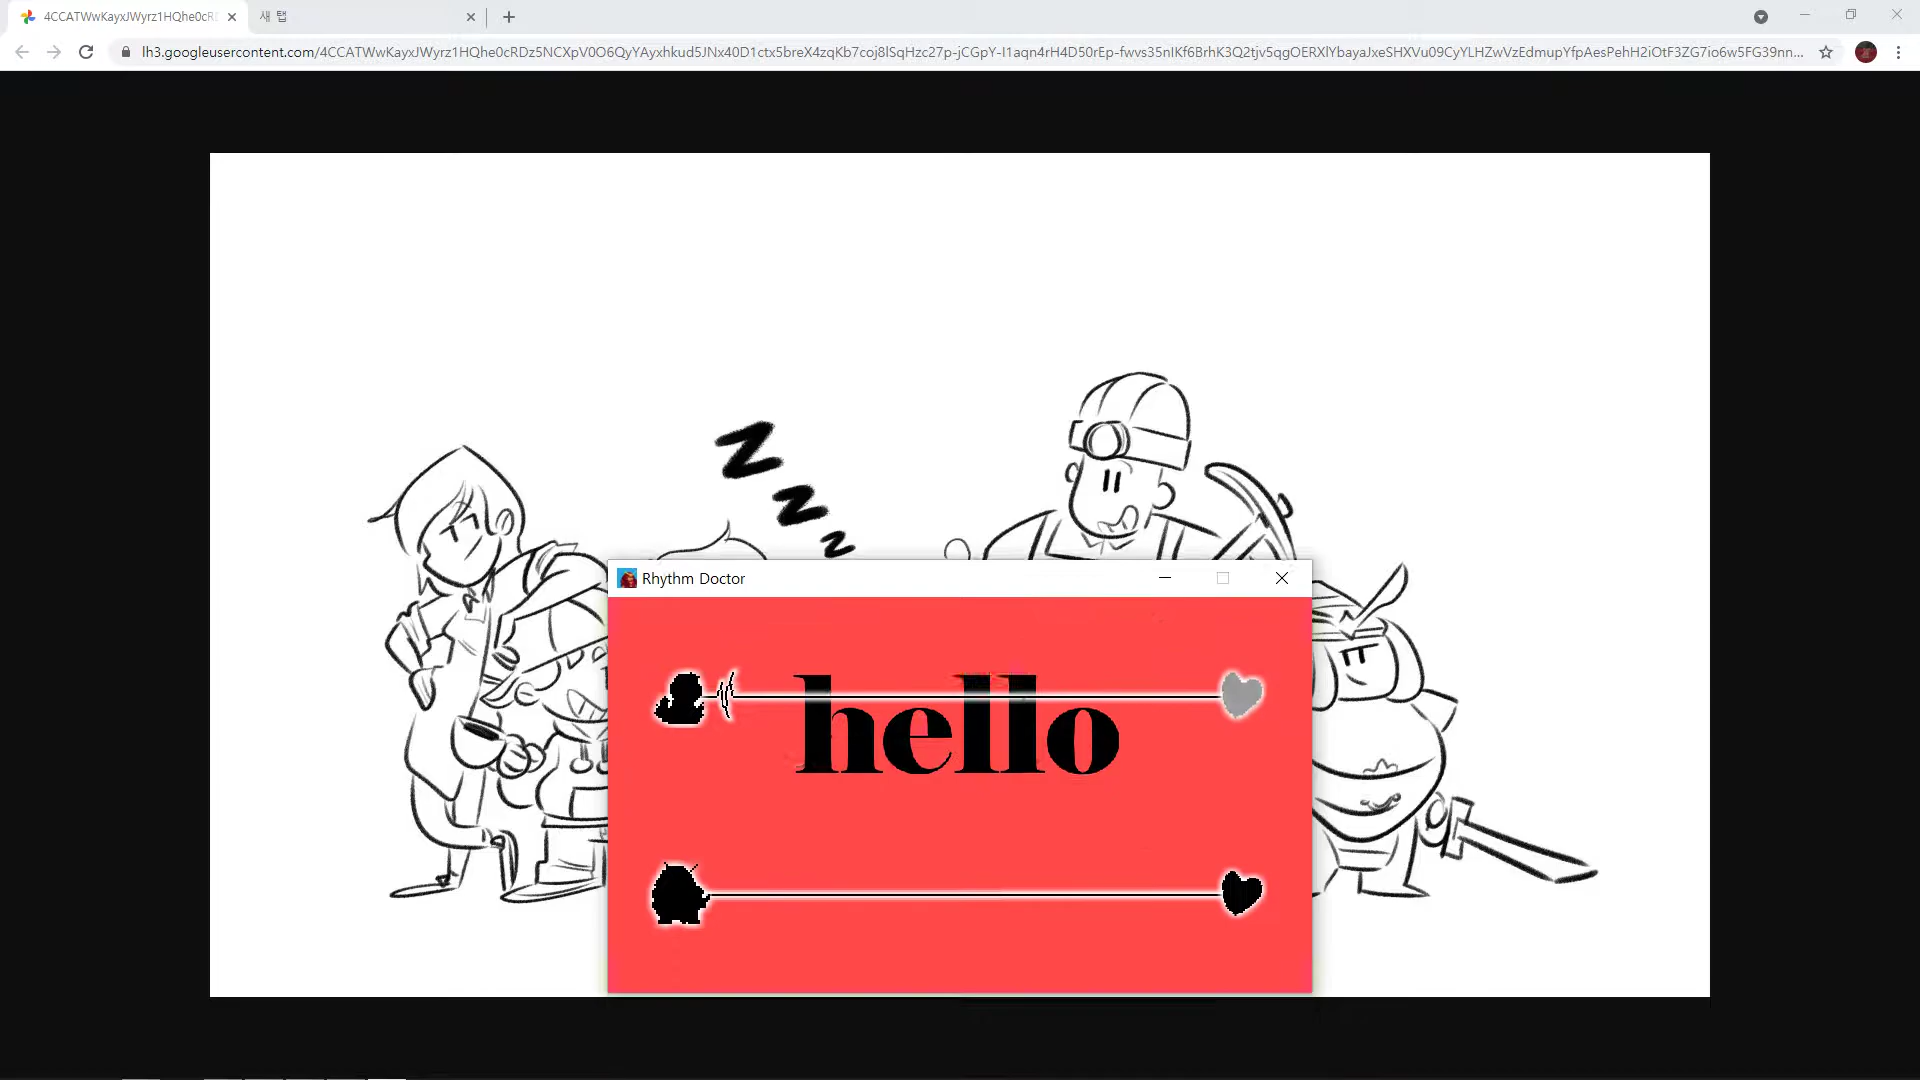 4CCATWwKayxJWyrz1HQhe0cR
새 탭
lh3.googleusercontent.com/4CCATWwKayxJWyrz1HQhe0cRDz5NCXpV0O6QyYAyxhkud5JNx40D1ctx5breX4zqKb7coj8lSqHzc27p-jCGpY-I1aqn4rH4D50rEp-fwvs35nIKf6BrhK3Q2tjv5qgOERXlYbayaJxeSHXVu09CyYLHZwVzEdmupYfpAesPehH2iOtF3ZG7io6w5FG39nn...
z
z
z
Rhythm Doctor
hello